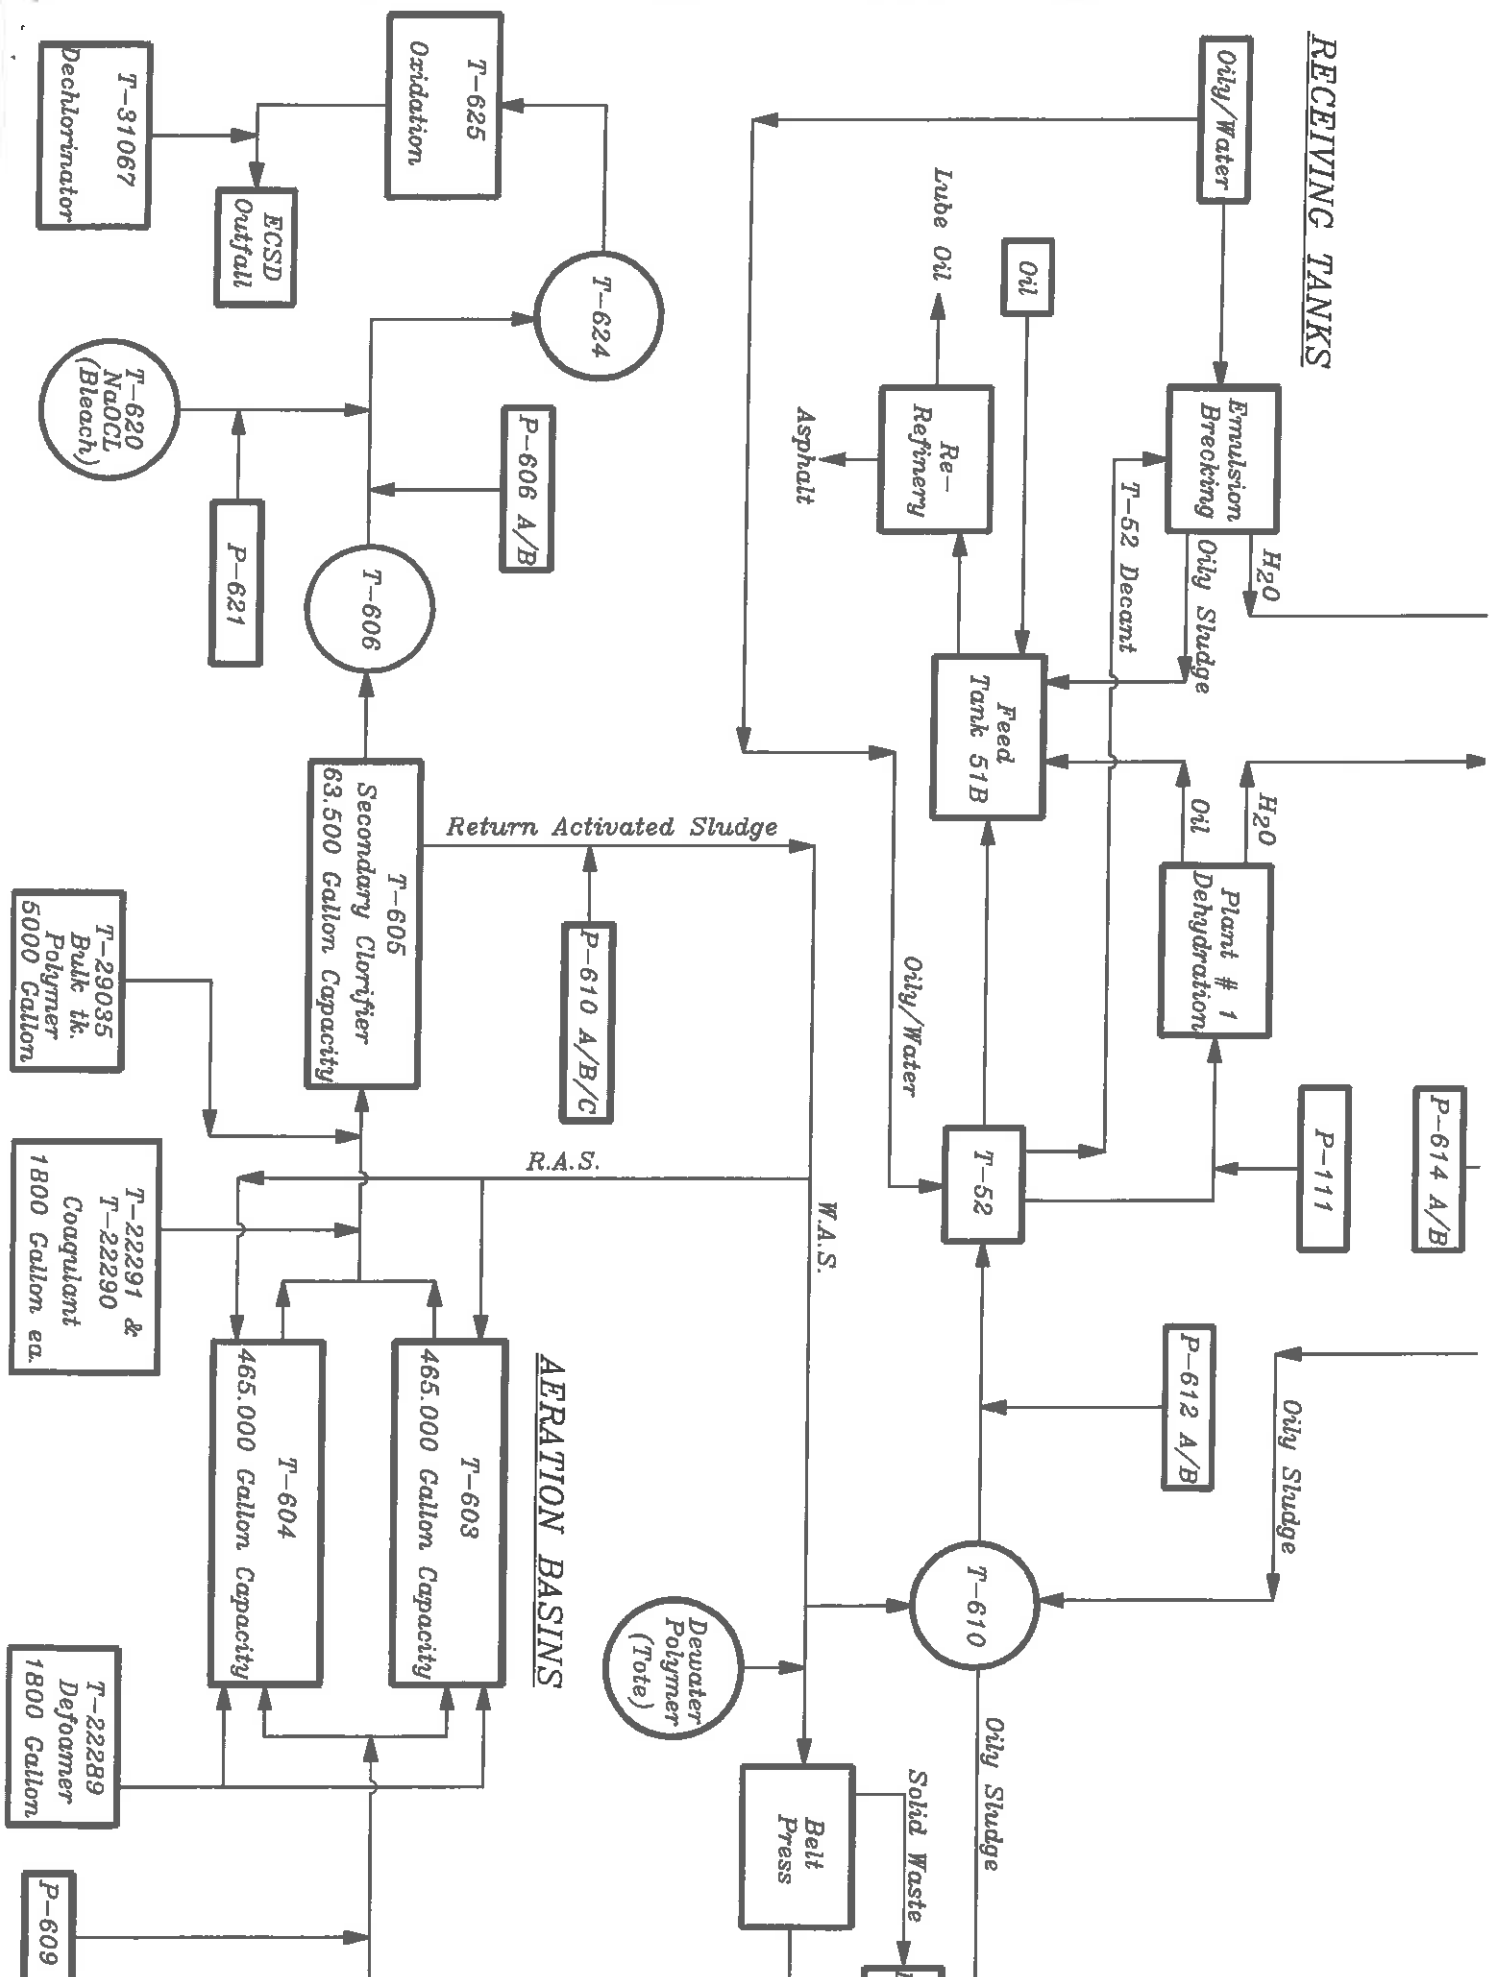 RECEIVING TANKS
Oily/Water
Emulsion
Brecking
H2O
Oily Sludge
T-52 Decant
H2O
Oil
Plant # 1
Dehydration
P-111
P-614 A/B
P-612 A/B
Oily Sludge
Oil
Lube Oil
Re-
Refinery
Asphalt
Feed
Tank 51B
Oily/Water
T-52
T-610
Oily Sludge
T-625
Oxidation
T-31067
Dechlorinator
ECSD
Outfall
T-624
T-620
NaOCL
(Bleach)
P-606 A/B
P-621
T-606
T-605
Secondary Clorifier
63.500 Gallon Capacity
Return Activated Sludge
P-610 A/B/C
R.A.S.
W.A.S.
T-29035
Bulk tk.
Polymer
5000 Gallon
T-22291 &
T-22290
Coaqulant
1800 Gallon ea.
AERATION BASINS
T-603
465.000 Gallon Capacity
T-604
465.000 Gallon Capacity
Dewater
Polymer
(Tote)
Belt
Press
Solid Waste
T-22289
Defoamer
1800 Gallon
P-609